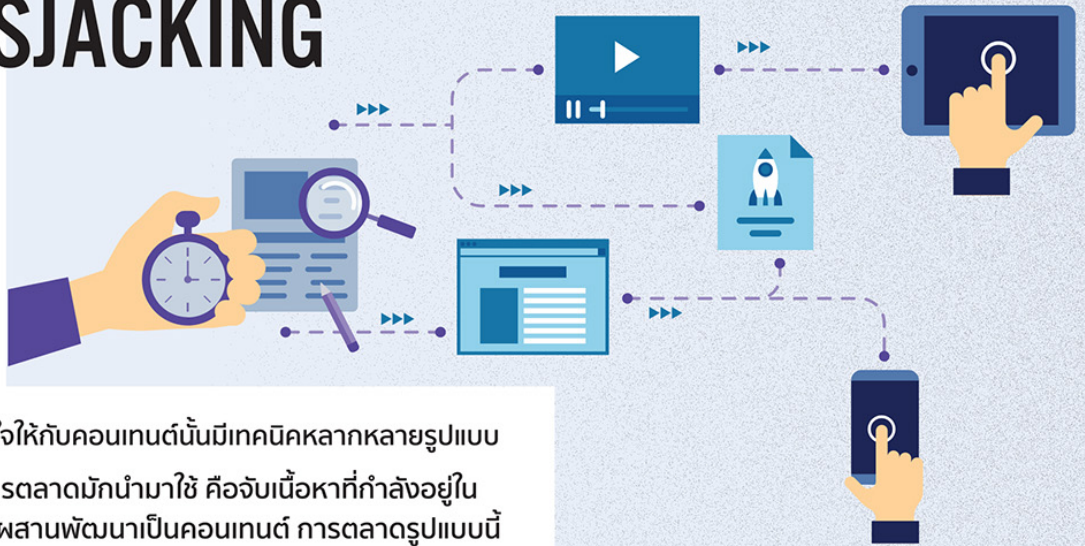 SJACKING
จให้กับคอนเทนต์นั้นมีเทคนิคหลากหลายรูปแบบ
รตลาดมักนำมาใช้ คือจับเนื้อหาที่กำลังอยู่ใน
ผสานพัฒนาเป็นคอนเทนต์ การตลาดรูปแบบนี้